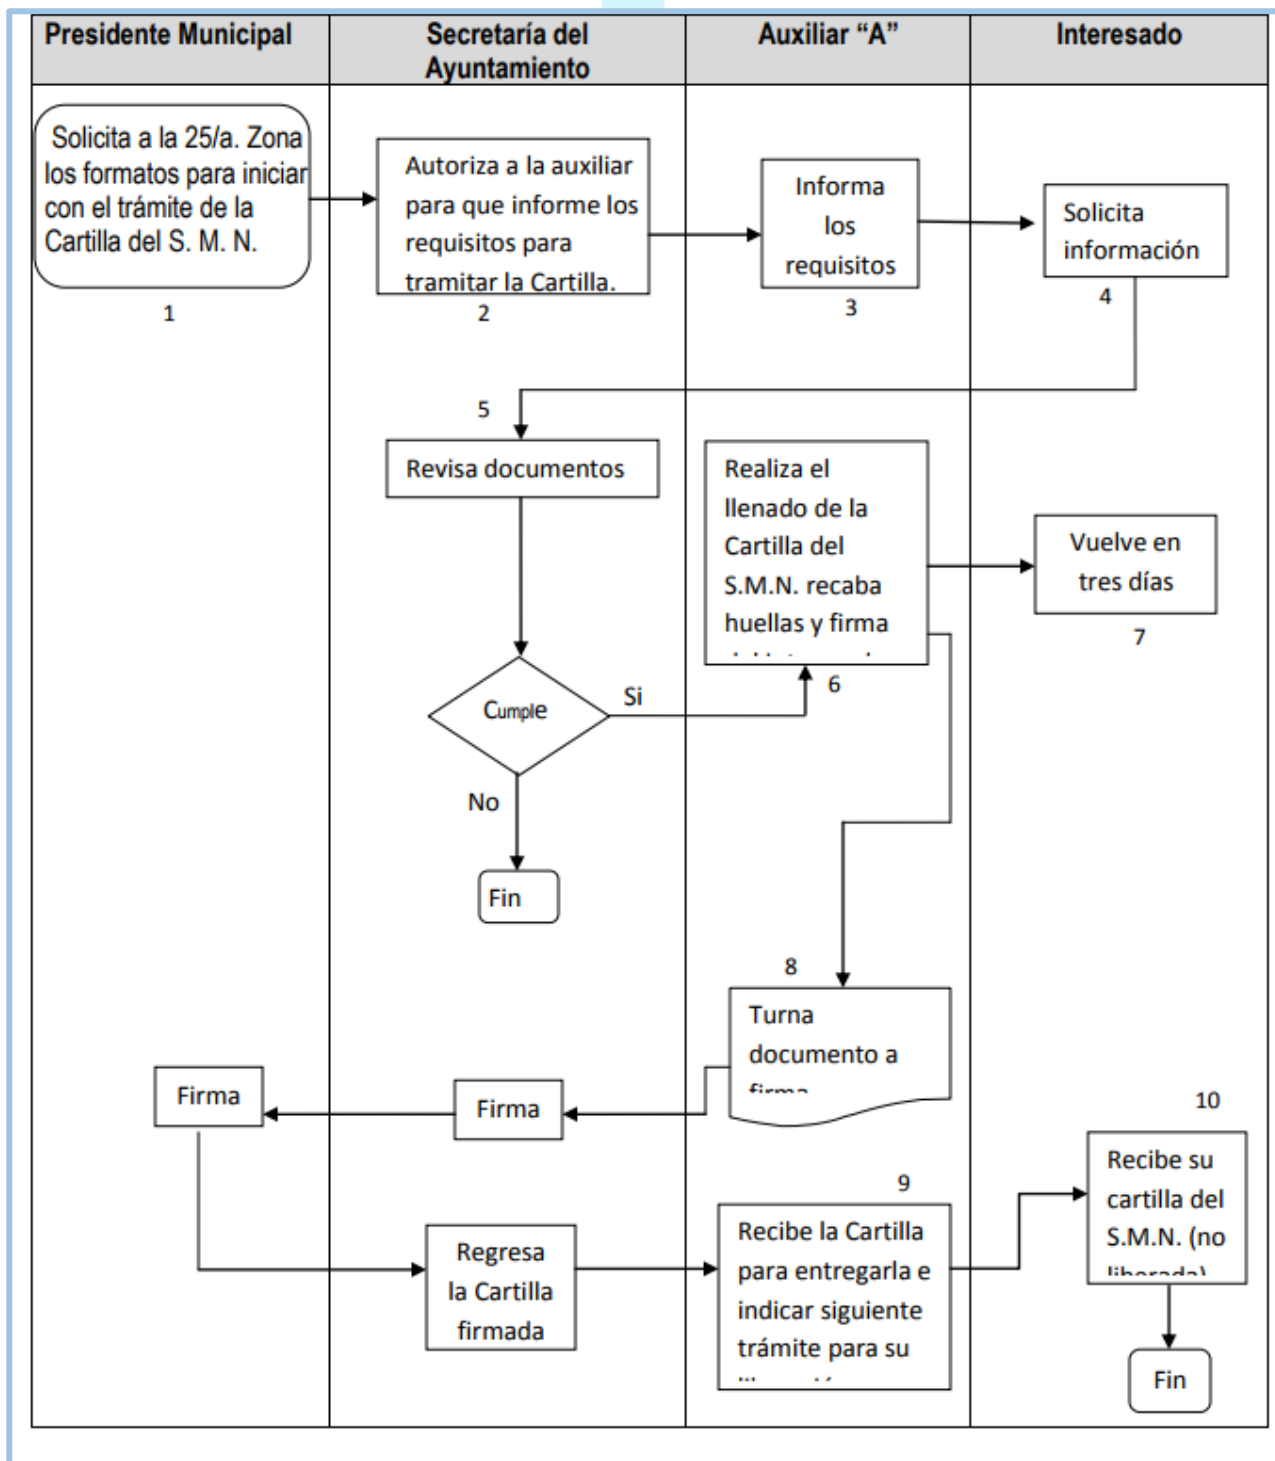 Presidente Municipal
Secretaría del
Ayuntamiento
Auxiliar “A”
Interesado
Solicita a la 25/a. Zona
los formatos para iniciar
con el trámite de la
Cartilla del S. M. N.
1
Autoriza a la auxiliar
para que informe los
requisitos para
tramitar la Cartilla.
2
Informa
los
requisitos
3
Solicita
información
4
5
Revisa documentos
Cumple
Si
No
Fin
Realiza el
llenado de la
Cartilla del
S.M.N. recaba
huellas y firma
6
Vuelve en
tres días
7
8
Turna
documento a
firma
Firma
Firma
Regresa
la Cartilla
firmada
9
Recibe la Cartilla
para entregarla e
indicar siguiente
trámite para su
10
Recibe su
cartilla del
S.M.N. (no
liberada)
Fin